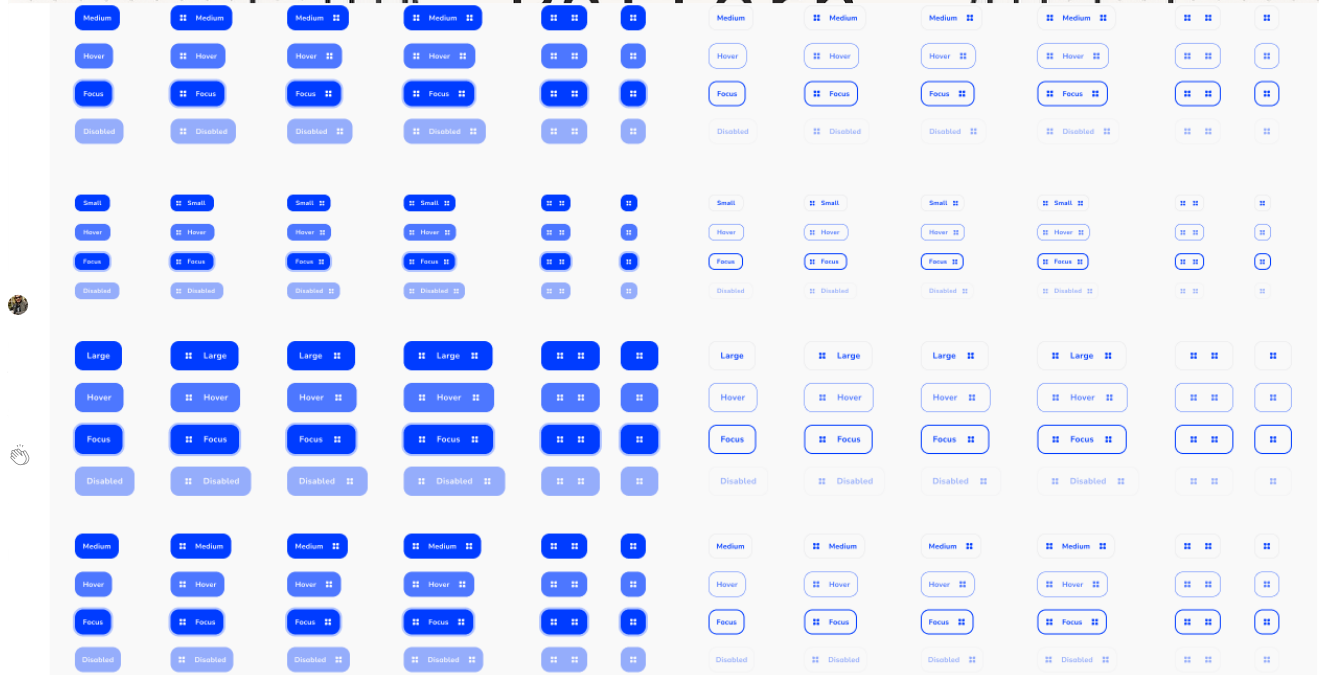 Medium Medium Medium Medium Medium Medium Medium Medium
Hover Hover Hover Hover Hover Hover Hover Hover
Focus Focus Focus Focus Focus Focus Focus Focus
Disabled Disabled Disabled Disabled Disabled Disabled Disabled Disabled
Small Small Small Small Small Small Small Small
Hover Hover Hover Hover Hover Hover Hover Hover
Focus Focus Focus Focus Focus Focus Focus Focus
Disabled Disabled Disabled Disabled Disabled Disabled Disabled Disabled
Large Large Large Large Large Large Large Large
Hover Hover Hover Hover Hover Hover Hover Hover
Focus Focus Focus Focus Focus Focus Focus Focus
Disabled Disabled Disabled Disabled Disabled Disabled Disabled Disabled
Medium Medium Medium Medium Medium Medium Medium Medium
Hover Hover Hover Hover Hover Hover Hover Hover
Focus Focus Focus Focus Focus Focus Focus Focus
Disabled Disabled Disabled Disabled Disabled Disabled Disabled Disabled